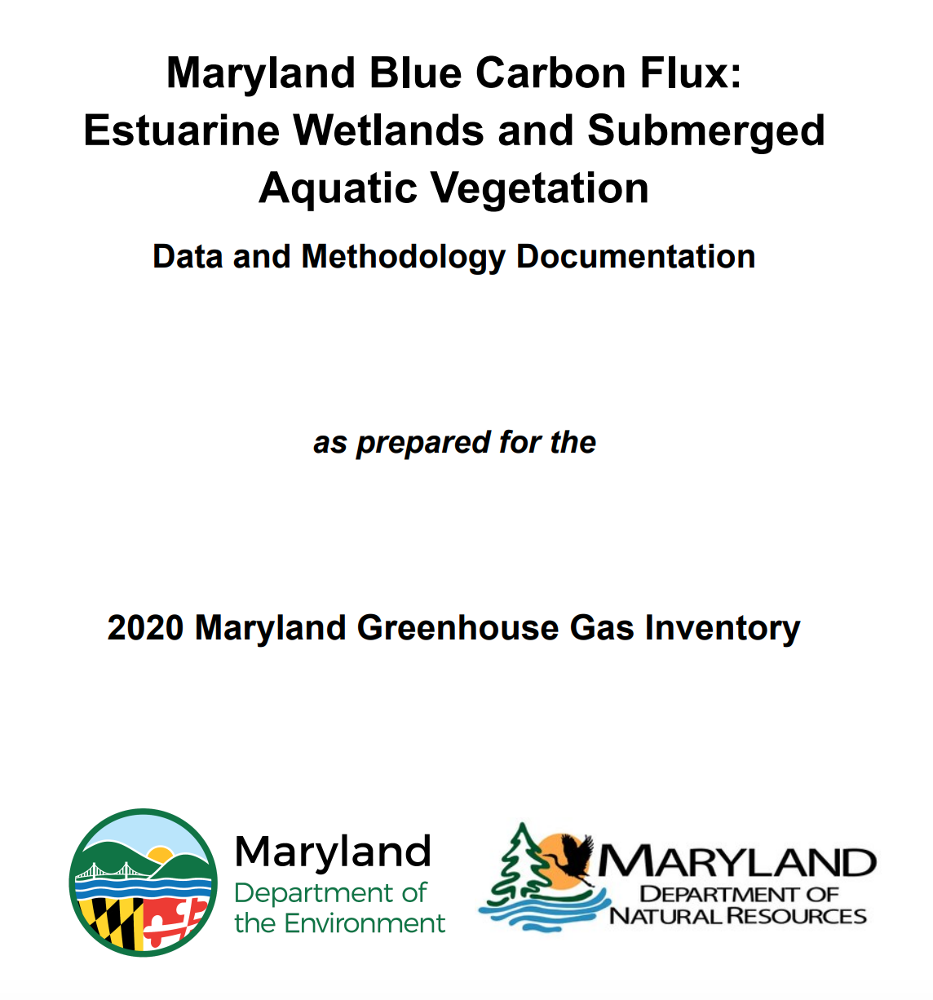 Maryland Blue Carbon Flux:
Estuarine Wetlands and Submerged
Aquatic Vegetation
Data and Methodology Documentation
as prepared for the
2020 Maryland Greenhouse Gas Inventory
Maryland
Department of
the Environment
MARYLAND
DEPARTMENT OF
NATURAL RESOURCES